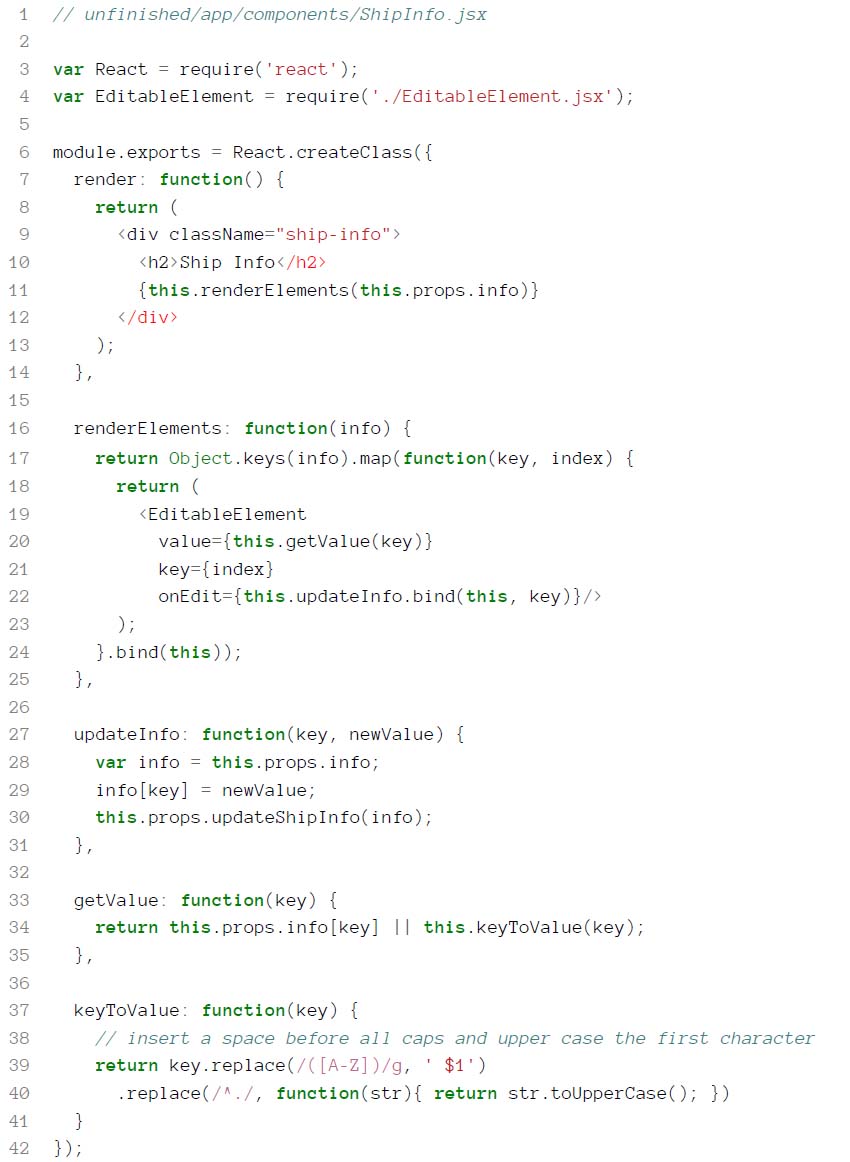 1 // unfinished/app/components/ShipInfo.jsx
2
3 var React = require('react');
4 var EditableElement = require('./EditableElement.jsx');
5
6 module.exports = React.createClass({
7   render: function() {
8     return (
9       <div className="ship-info">
10         <h2>Ship Info</h2>
11         {this.renderElements(this.props.info)}
12       </div>
13     );
14   },
15
16   renderElements: function(info) {
17     return Object.keys(info).map(function(key, index) {
18       return (
19         <EditableElement
20           value={this.getValue(key)}
21           key={index}
22           onEdit={this.updateInfo.bind(this, key)}/>
23       );
24     }.bind(this));
25   },
26
27   updateInfo: function(key, newValue) {
28     var info = this.props.info;
29     info[key] = newValue;
30     this.props.updateShipInfo(info);
31   },
32
33   getValue: function(key) {
34     return this.props.info[key] || this.keyToValue(key);
35   },
36
37   keyToValue: function(key) {
38     // insert a space before all caps and upper case the first character
39     return key.replace(/([A-Z])/g, ' $1')
40       .replace(/^./, function(str){ return str.toUpperCase(); })
41   }
42 });